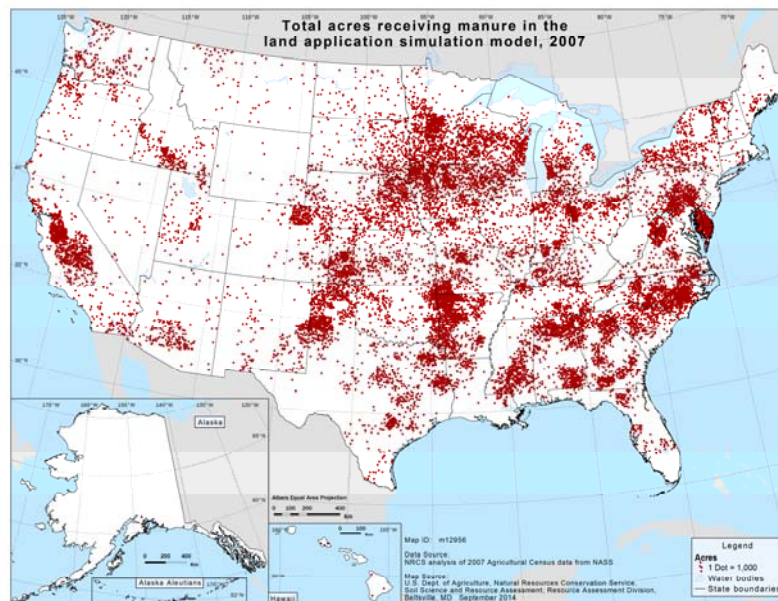 Total acres receiving manure in the
land application simulation model, 2007
Alaska
Albers Equal Area Projection
Alaska Aleutians
Hawaii
Map ID: m12956
Data Source:
NRCS analysis of 2007 Agricultural Census data from NASS
Map Source:
U.S. Dept. of Agriculture, Natural Resources Conservation Service,
Soil Science and Resource Assessment, Resource Assessment Division,
Beltsville, MD September 2014
Legend
Acres
1 Dot = 1,000
Water bodies
State boundaries